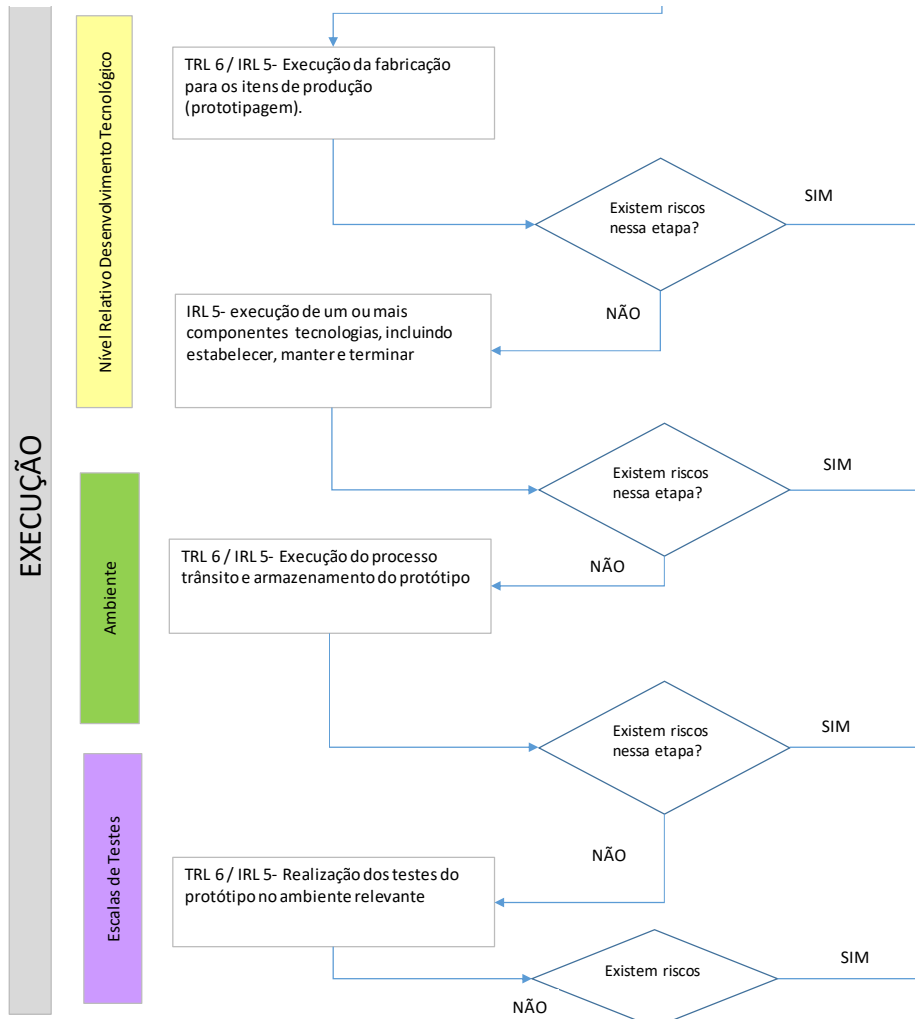 EXECUÇÃO
Nível Relativo Desenvolvimento Tecnológico
TRL 6 / IRL 5- Execução da fabricação
para os itens de produção
(prototipagem).
Existem riscos
nessa etapa?
SIM
NÃO
IRL 5- execução de um ou mais
componentes tecnologias, incluindo
estabelecer, manter e terminar
Existem riscos
nessa etapa?
SIM
NÃO
Ambiente
TRL 6 / IRL 5- Execução do processo
trânsito e armazenamento do protótipo
Existem riscos
nessa etapa?
SIM
NÃO
Escalas de Testes
TRL 6 / IRL 5- Realização dos testes do
protótipo no ambiente relevante
Existem riscos
SIM
NÃO